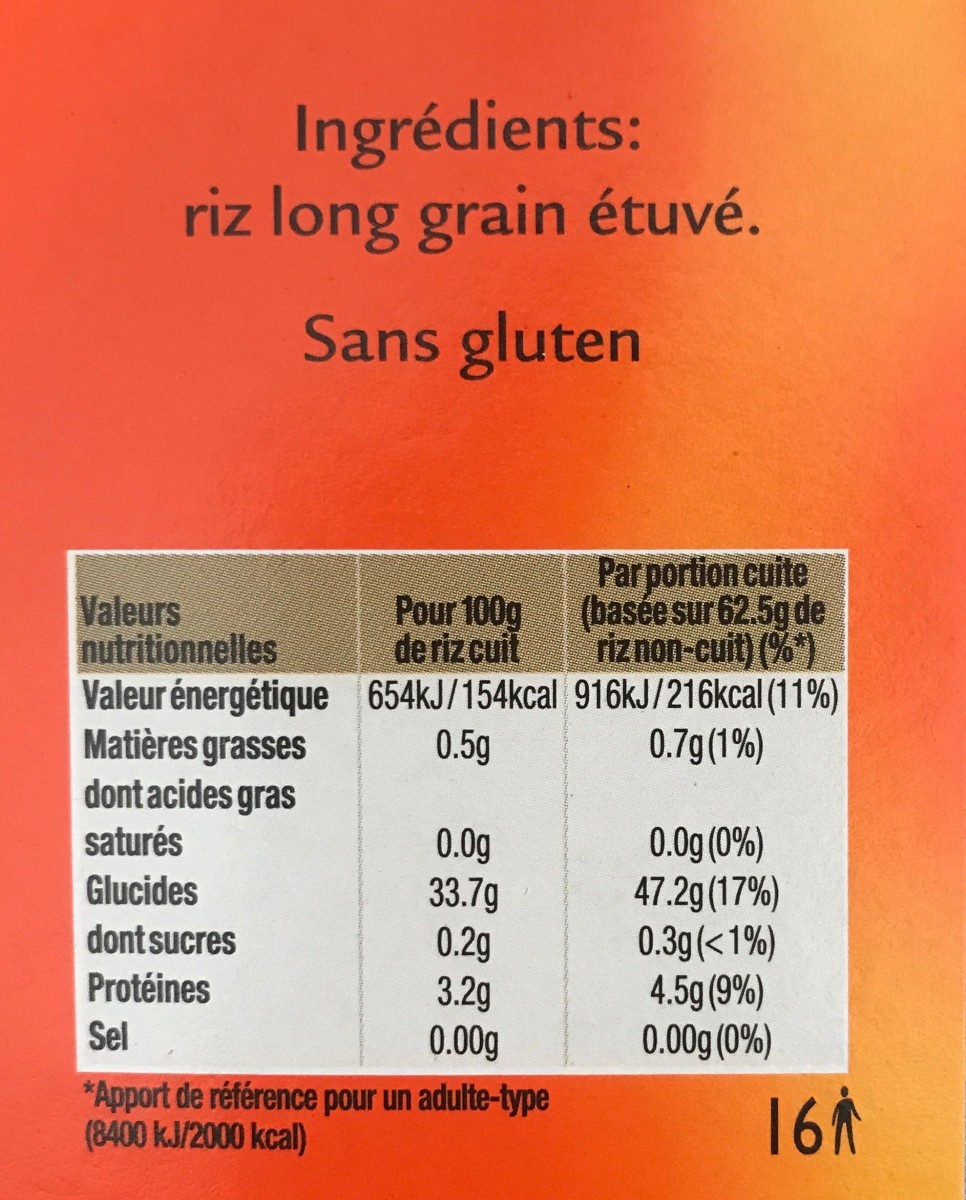 Ingrédients:
riz long grain étuvé.
Sans gluten
Valeurs nutritionnelles Pour 100g de riz cuit Par portion cuite (basée sur 62.5g de riz non-cuit) (%*)
Valeur énergétique 654kJ/154kcal 916kJ/216kcal (11%)
Matières grasses 0.5g 0.7g (1%)
dont acides gras
saturés 0.0g 0.0g (0%)
Glucides 33.7g 47.2g (17%)
dont sucres 0.2g 0.3g (<1%)
Protéines 3.2g 4.5g (9%)
Sel 0.00g 0.00g (0%)
*Apport de référence pour un adulte-type
(8400 kJ/2000 kcal)
16